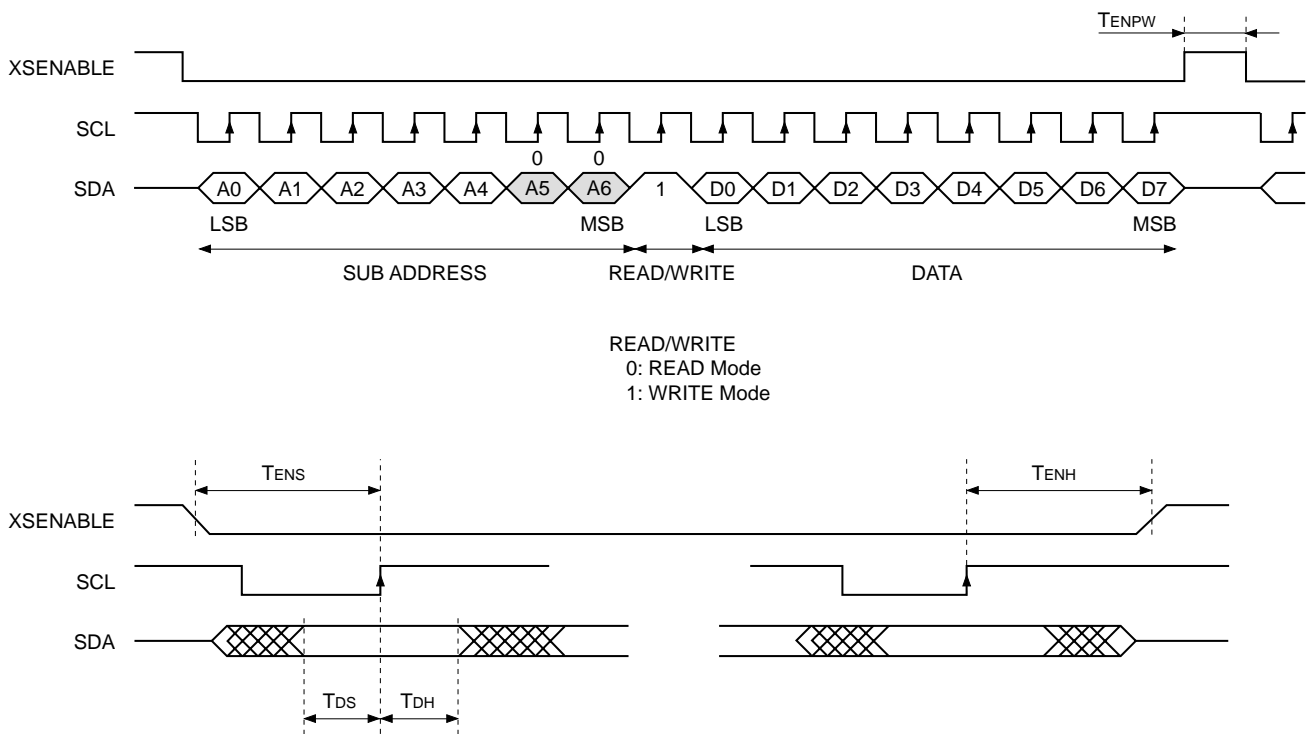 TENPW
XSENABLE
SCL
0 0
SDA A0 A1 A2 A3 A4 A5 A6 1 D0 D1 D2 D3 D4 D5 D6 D7
LSB MSB LSB MSB
SUB ADDRESS READ/WRITE DATA
READ/WRITE
0: READ Mode
1: WRITE Mode
TENS TENH
XSENABLE
SCL
SDA
TDS TDH